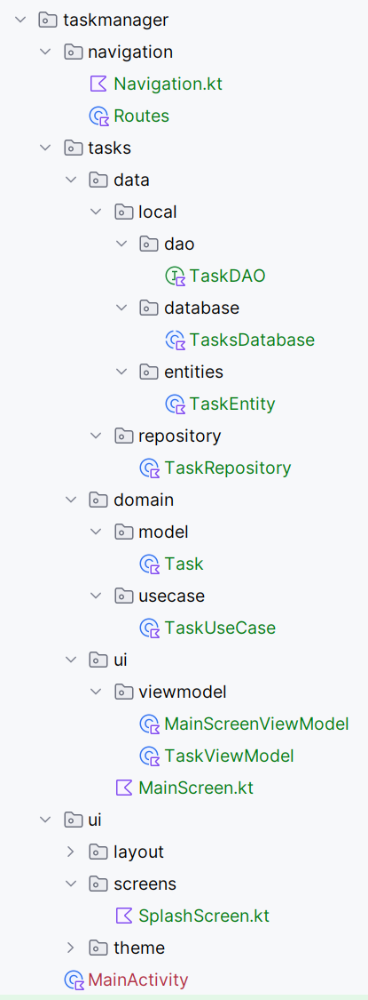 taskmanager
navigation
Navigation.kt
Routes
tasks
data
local
dao
TaskDAO
database
TasksDatabase
entities
TaskEntity
repository
TaskRepository
domain
model
Task
usecase
TaskUseCase
ui
viewmodel
MainScreenViewModel
TaskViewModel
MainScreen.kt
ui
layout
screens
SplashScreen.kt
theme
MainActivity